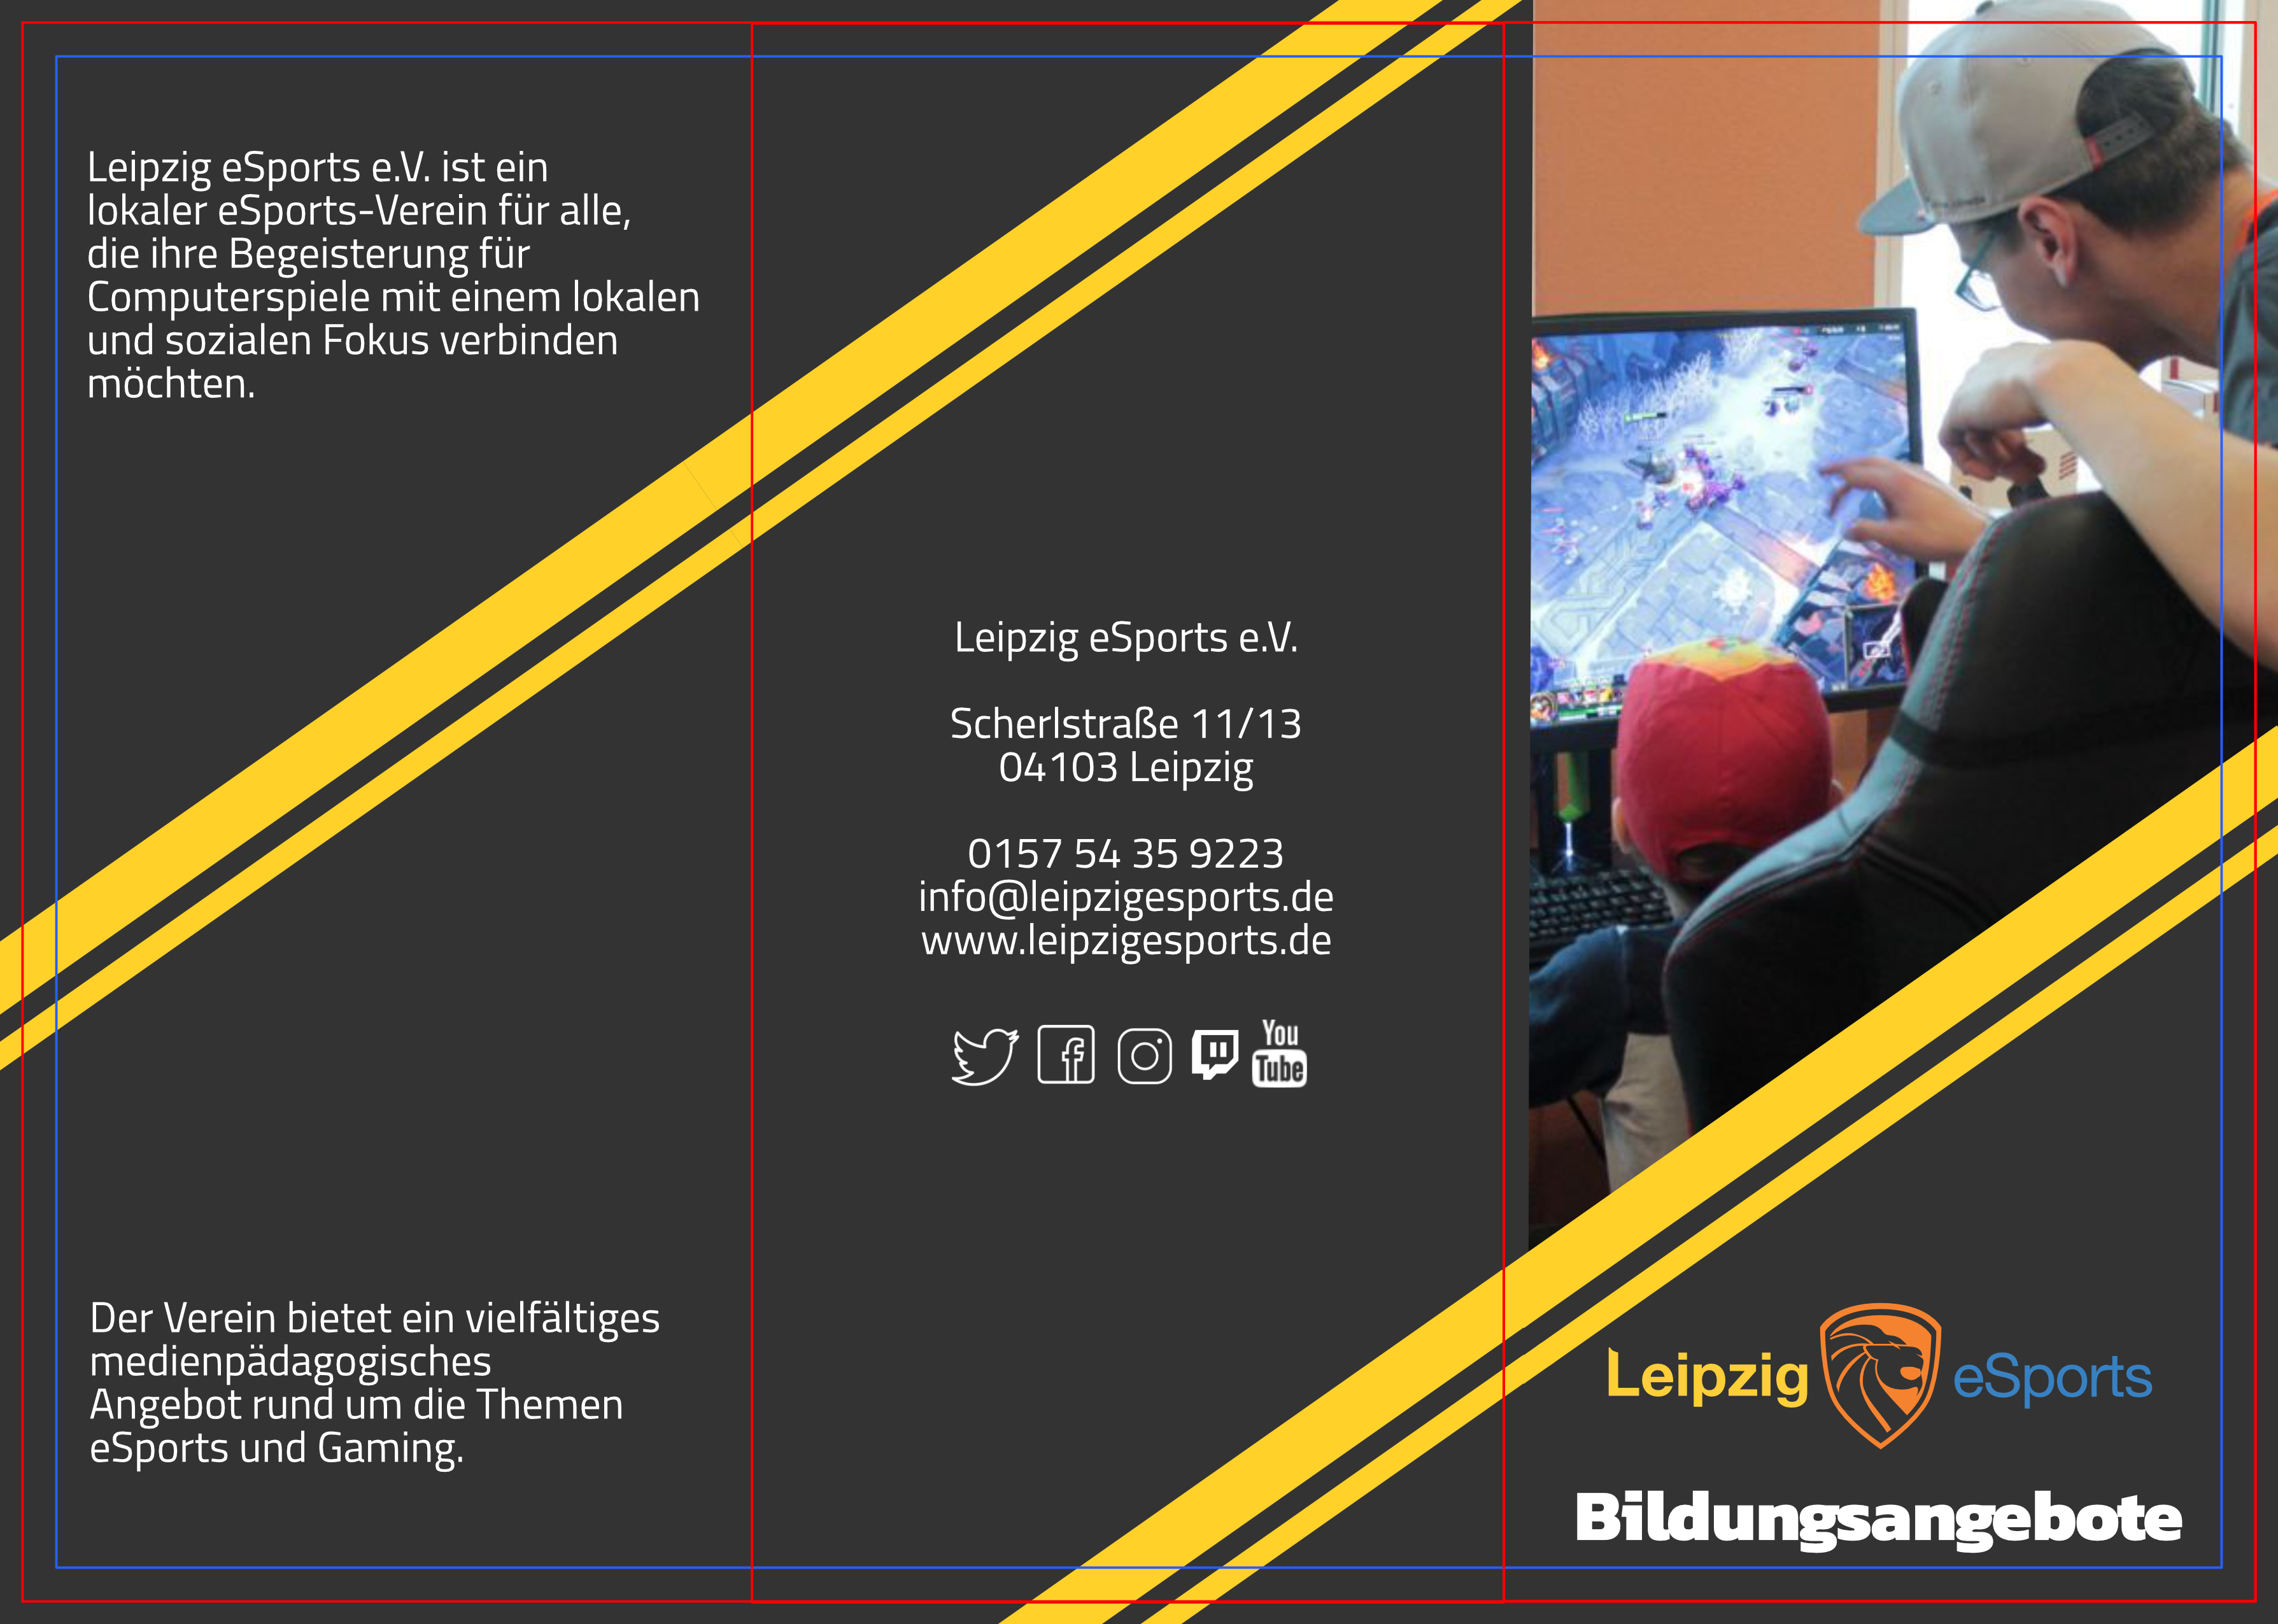 Leipzig eSports e.V. ist ein
lokaler eSports-Verein für alle,
die ihre Begeisterung für
Computerspiele mit einem lokalen
und sozialen Fokus verbinden
möchten.
Der Verein bietet ein vielfältiges
medienpädagogisches
Angebot rund um die Themen
eSports und Gaming.
Leipzig eSports e.V.
Scherlstraße 11/13
04103 Leipzig
0157 54 35 9223
info@leipzigesports.de
www.leipzigesports.de
You
Tube
Leipzig eSports
Bildungsangebote